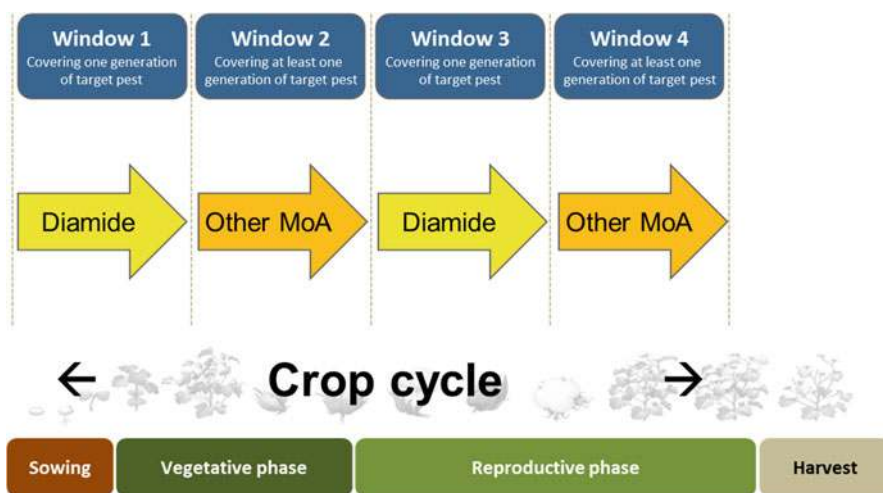 Window 1
Covering one generation
of target pest
Window 2
Covering at least one
generation of target pest
Window 3
Covering one generation
of target pest
Window 4
Covering at least one
generation of target pest
Diamide
Other MoA
Diamide
Other MoA
← Crop cycle →
Sowing
Vegetative phase
Reproductive phase
Harvest